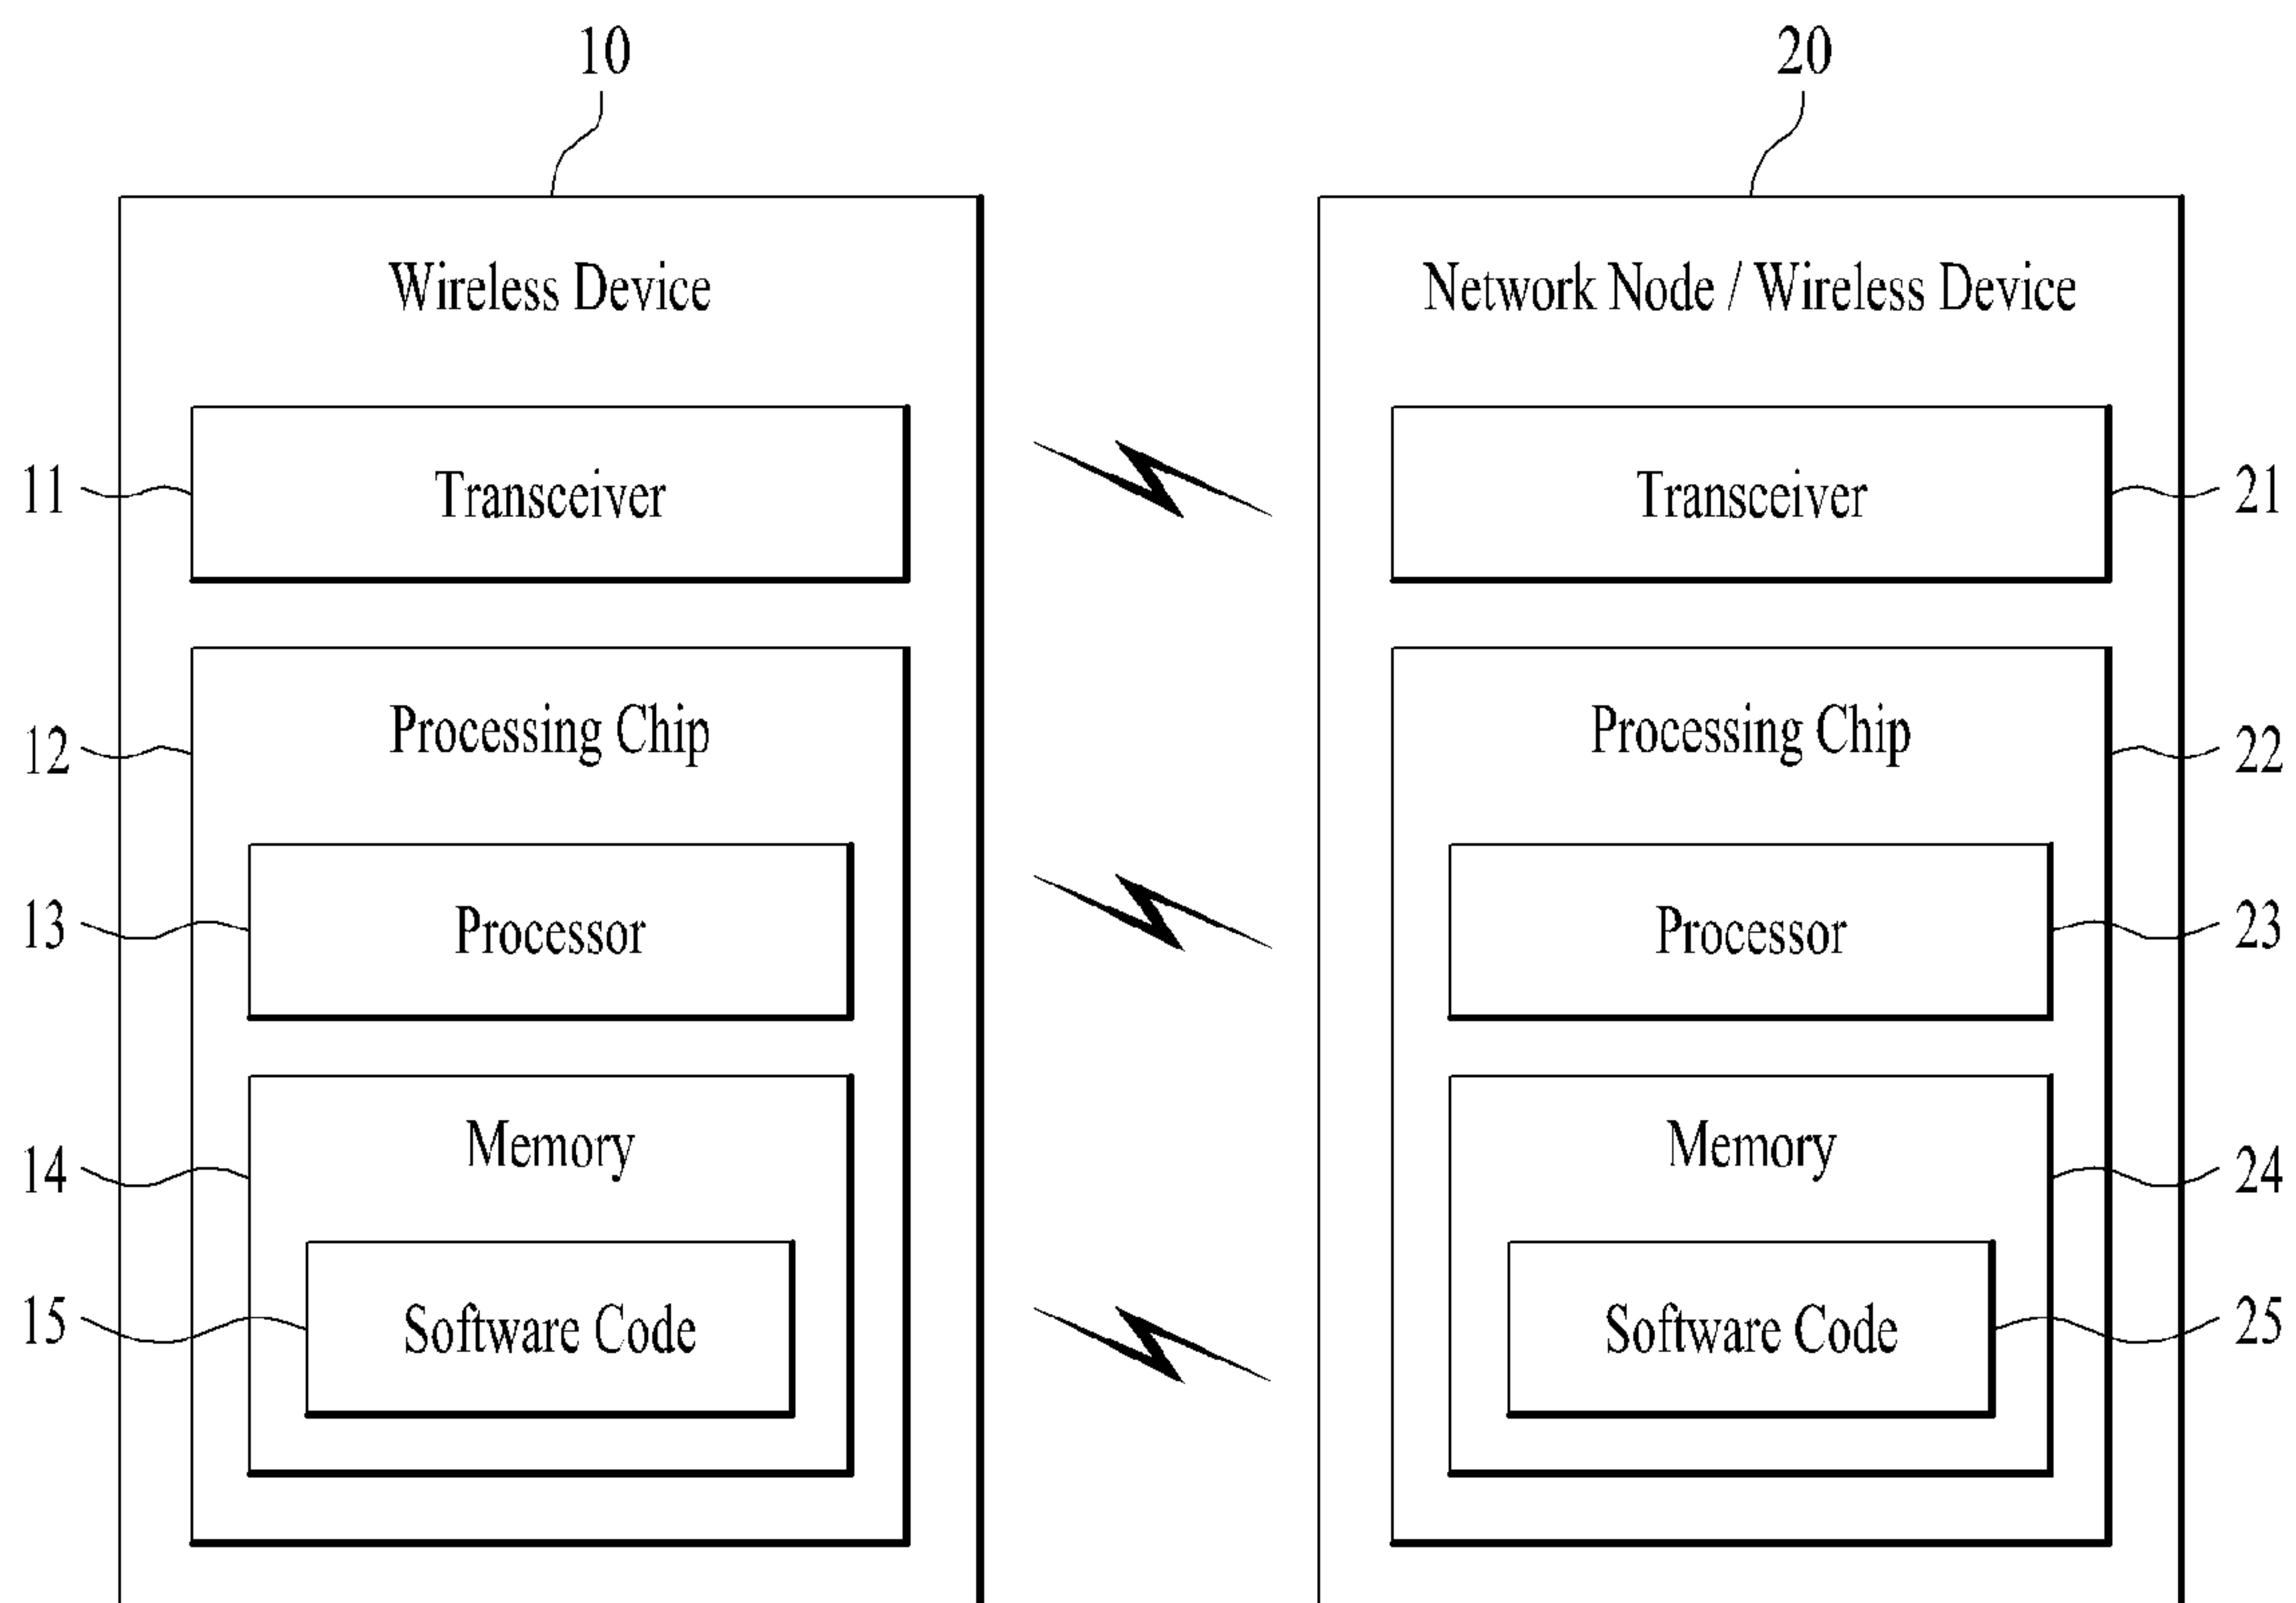 10
20
Wireless Device
Network Node / Wireless Device
11
Transceiver
Transceiver
21
12
Processing Chip
Processing Chip
22
13
Processor
Processor
23
14
Memory
Memory
24
15
Software Code
Software Code
25